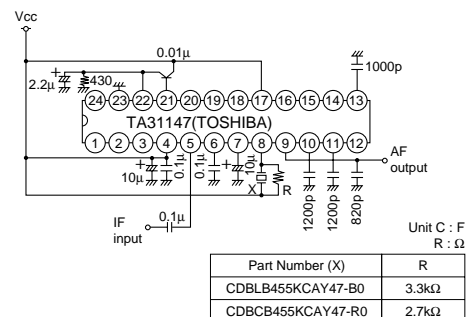 Vcc
0.01μ
2.2μ
430
1000p
24 23 22 21 20 19 18 17 16 15 14 13
TA31147(TOSHIBA)
1 2 3 4 5 6 7 8 9 10 11 12
AF
output
10μ
0.1μ
0.1μ
10μ
X
R
1200p
1200p
820p
IF
input
0.1μ
Unit C : F
R : Ω
Part Number (X) R
CDBLB455KCAY47-B0 3.3kΩ
CDBCB455KCAY47-R0 2.7kΩ